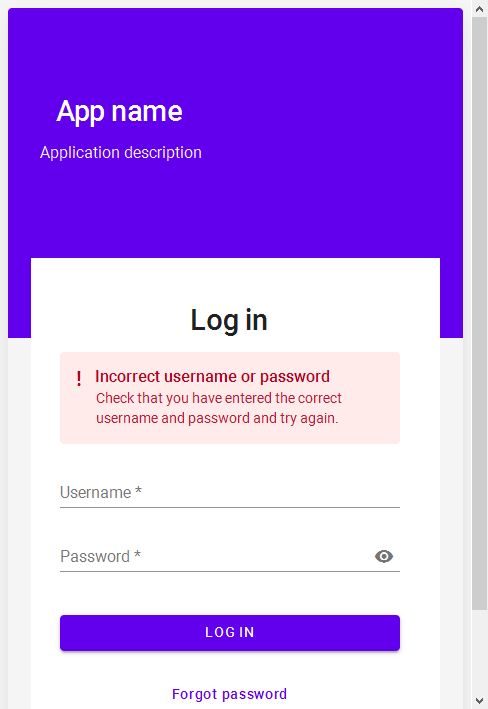 App name
Application description
Log in
! Incorrect username or password
Check that you have entered the correct
username and password and try again.
Username *
Password *
LOG IN
Forgot password